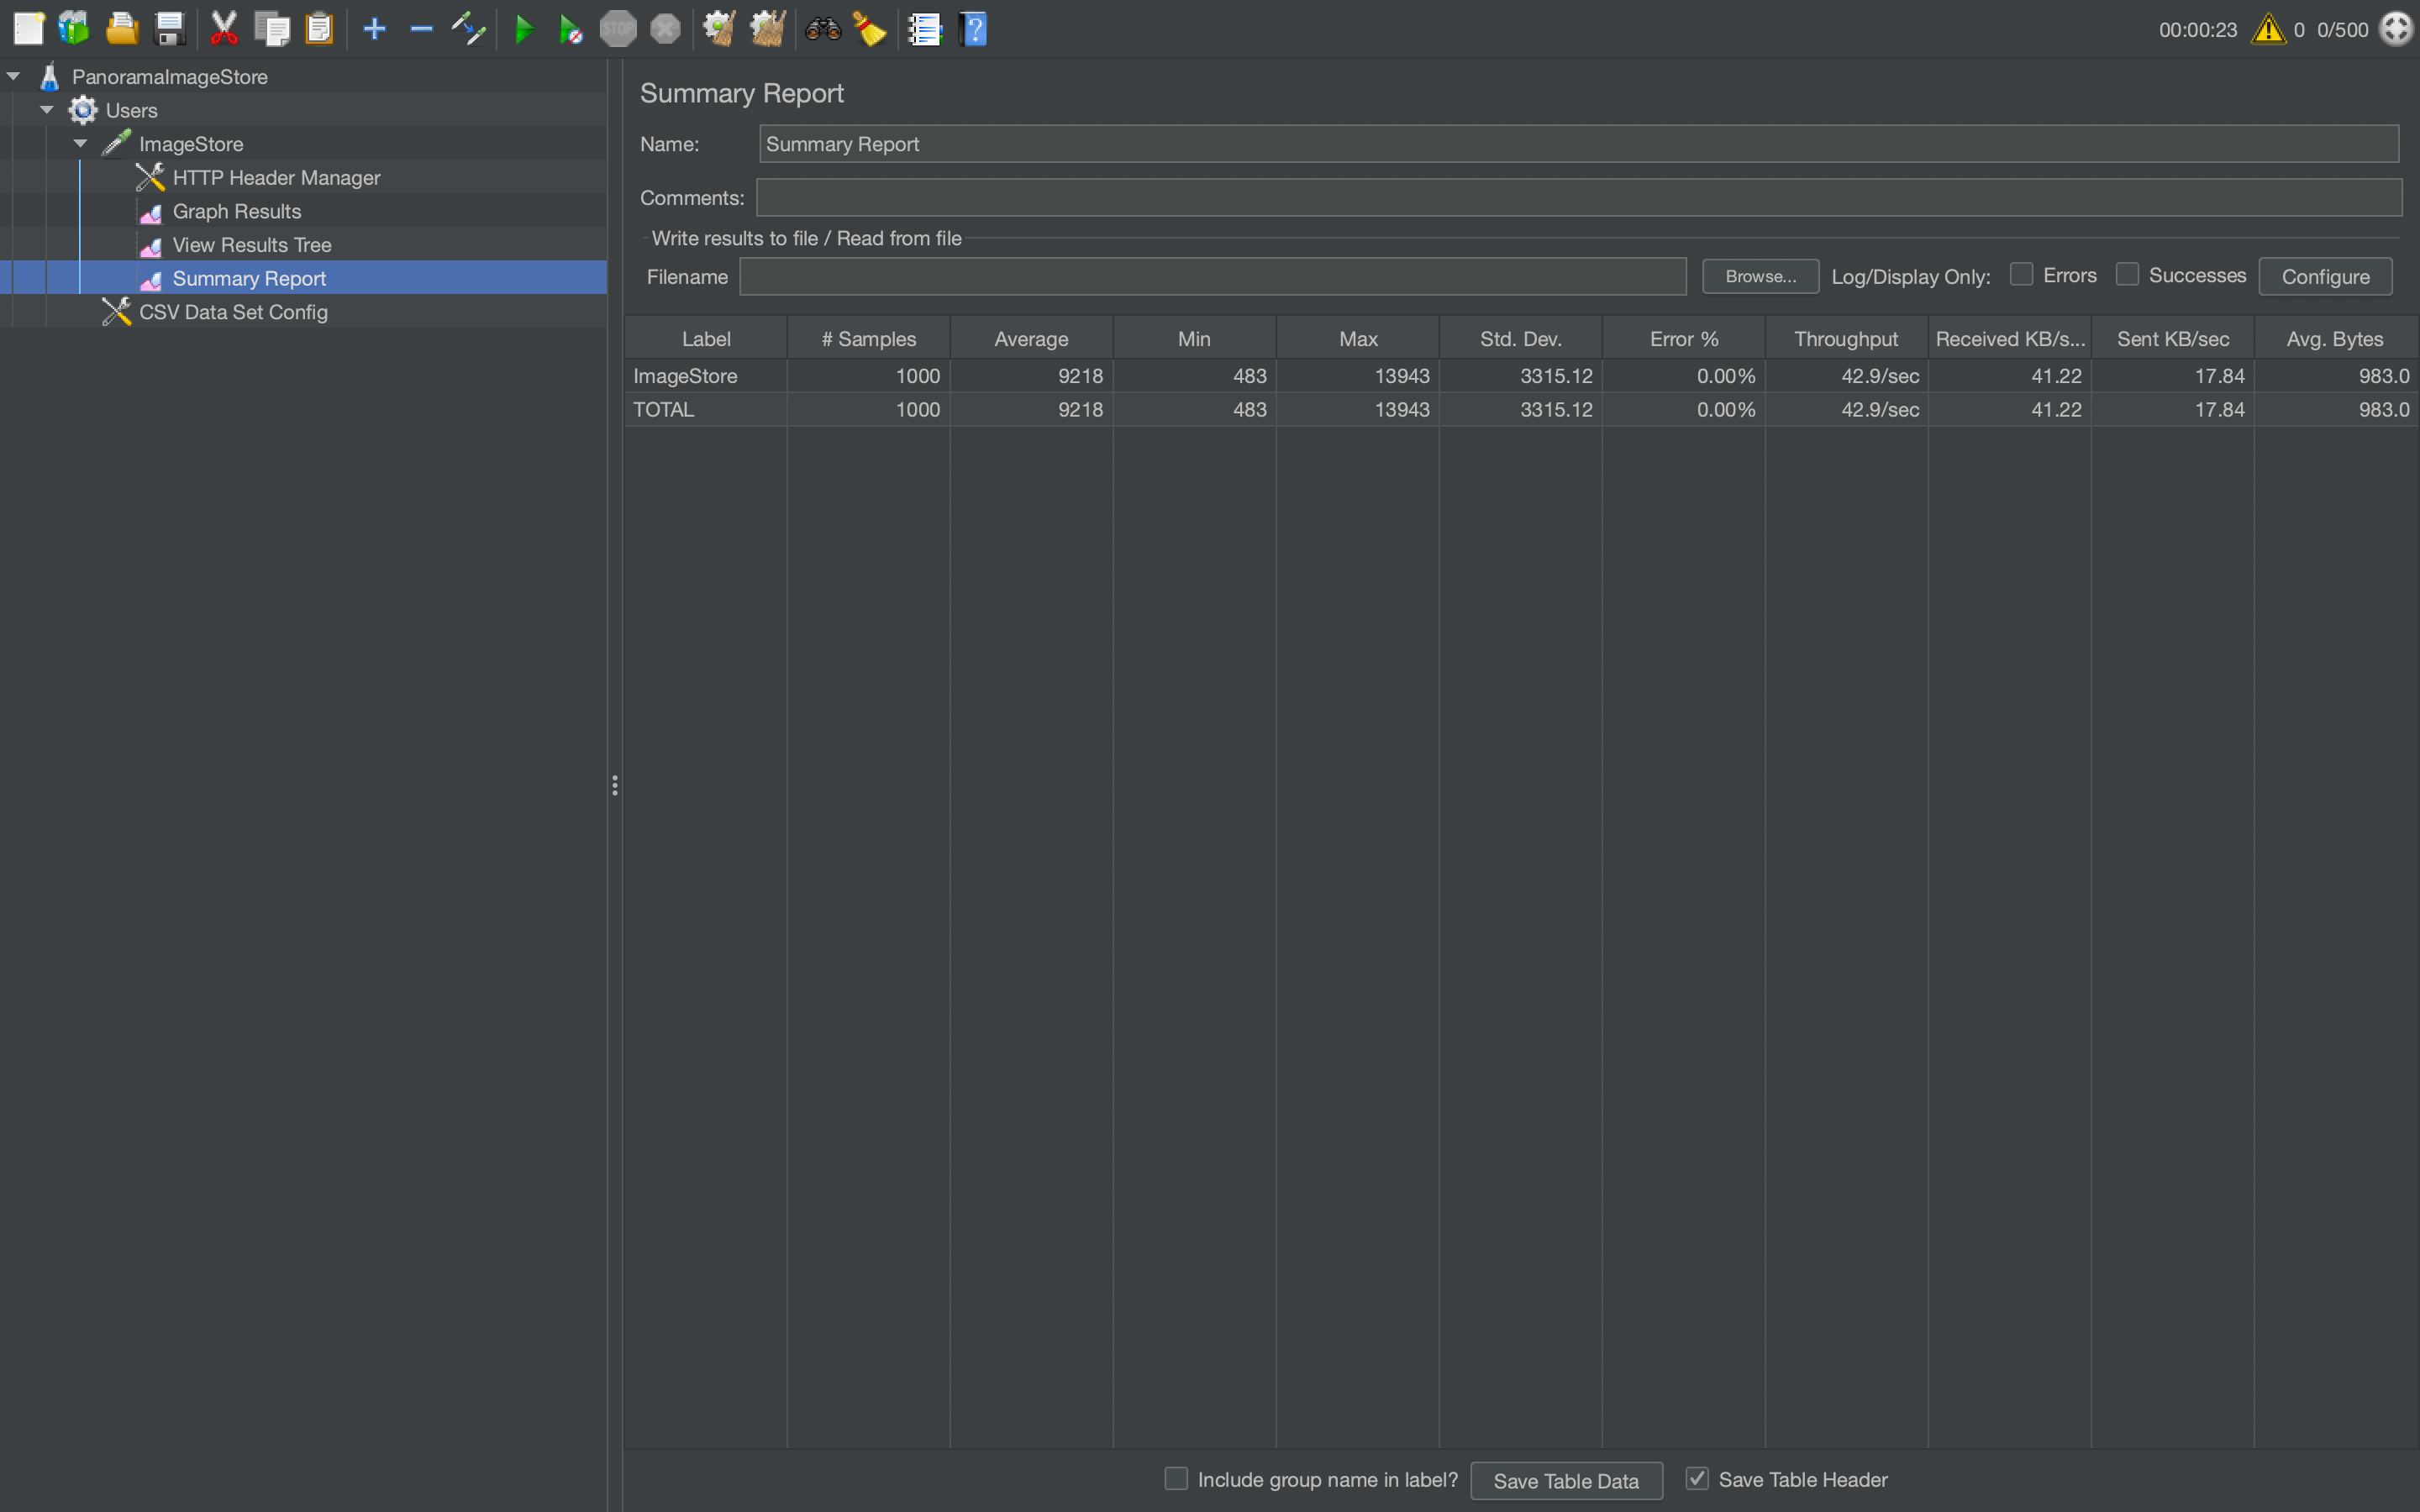 STOP
00:00:23 0 0/500
PanoramaImageStore
Users
ImageStore
HTTP Header Manager
Graph Results
View Results Tree
Summary Report
CSV Data Set Config
Summary Report
Name: Summary Report
Comments:
Write results to file / Read from file
Filename Browse... Log/Display Only: Errors Successes Configure
Label # Samples Average Min Max Std. Dev. Error % Throughput Received KB/s... Sent KB/sec Avg. Bytes
ImageStore 1000 9218 483 13943 3315.12 0.00% 42.9/sec 41.22 17.84 983.0
TOTAL 1000 9218 483 13943 3315.12 0.00% 42.9/sec 41.22 17.84 983.0
Include group name in label? Save Table Data Save Table Header